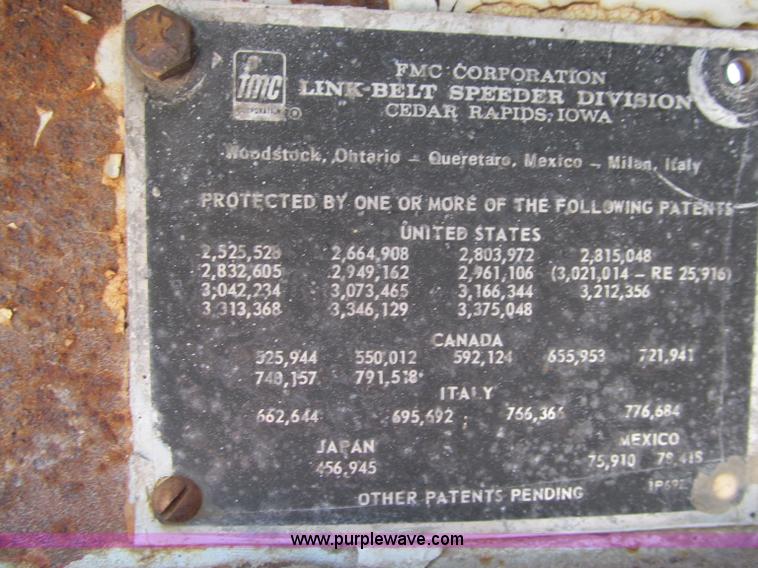 FMC CORPORATION
LINK-BELT SPEEDER DIVISION
CEDAR RAPIDS, IOWA
FMC
CORPORATION ®
Woodstock, Ontario - Queretaro, Mexico - Milan, Italy
PROTECTED BY ONE OR MORE OF THE FOLLOWING PATENTS
UNITED STATES
2,664,908 2,803,972 2,815,048
2,832,605 2,949,162 2,961,106 (3,021,014 - RE 25,916)
3,042,234 3,073,465 3,166,344 3,212,356
3,313,368 3,346,129 3,375,048
CANADA
525,944 550,012 592,124 655,953 721,941
791,518
ITALY
662,644 695,692 776,684
JAPAN MEXICO
456,945 75,910
OTHER PATENTS PENDING
www.purplewave.com